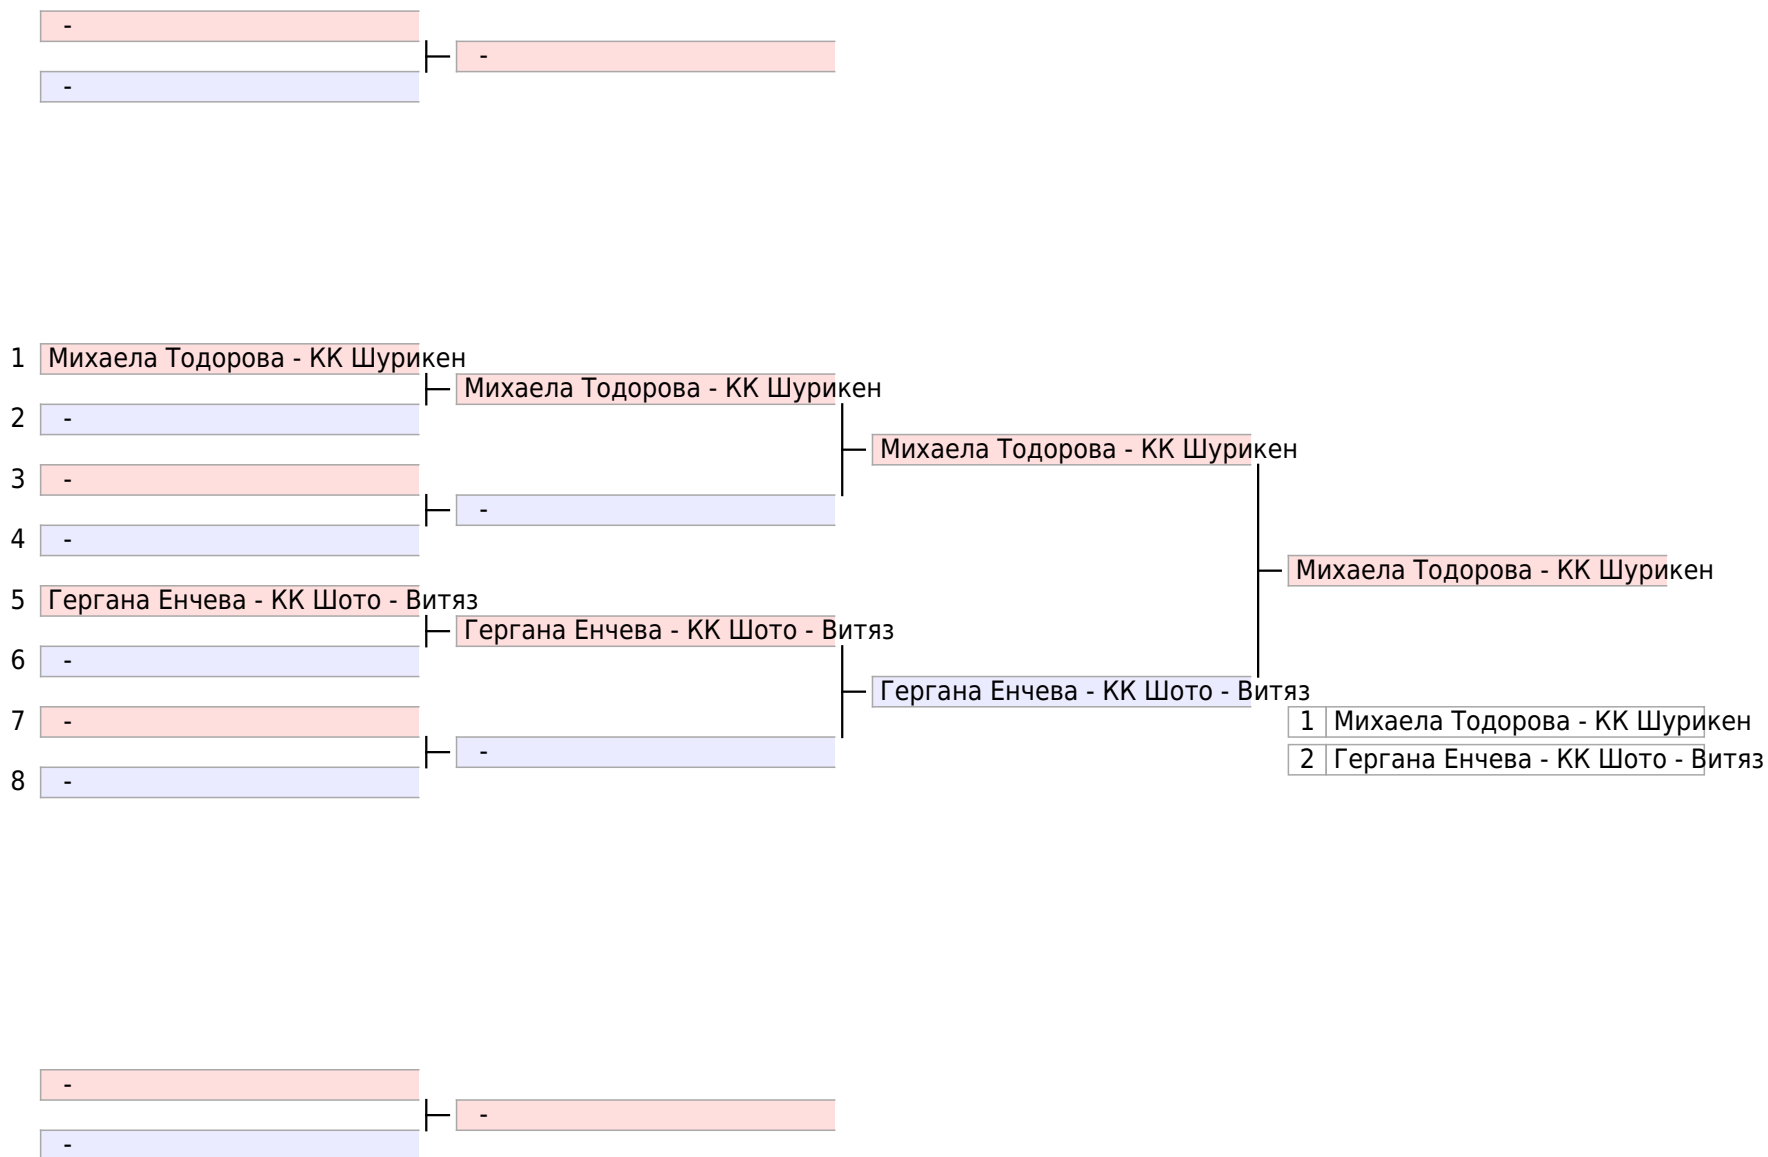 -
-
-
1 Михаела Тодорова - КК Шурикен
Михаела Тодорова - КК Шурикен
2 -
Михаела Тодорова - КК Шурикен
3 -
-
4 -
Михаела Тодорова - КК Шурикен
5 Гергана Енчева - КК Шото - Витяз
Гергана Енчева - КК Шото - Витяз
6 -
Гергана Енчева - КК Шото - Витяз
7 -
1 Михаела Тодорова - КК Шурикен
-
2 Гергана Енчева - КК Шото - Витяз
8 -
-
-
-